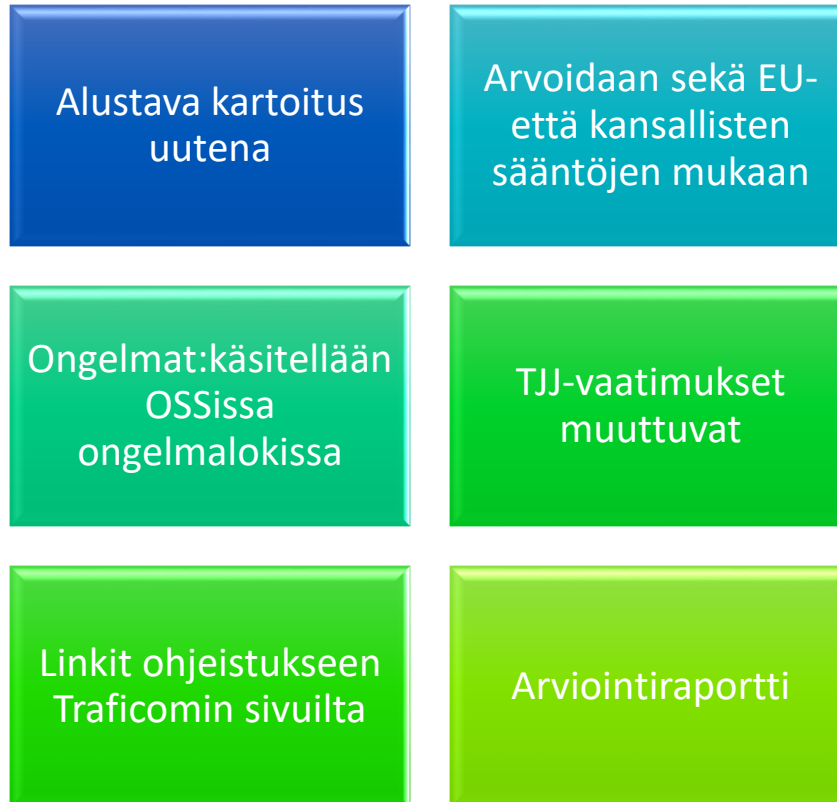 Alustava kartoitus
uutena
Arvoidaan sekä EU-
että kansallisten
sääntöjen mukaan
Ongelmat:käsitellään
OSSissa
ongelmalokissa
TJJ-vaatimukset
muuttuvat
Linkit ohjeistukseen
Traficomin sivuilta
Arviointiraportti